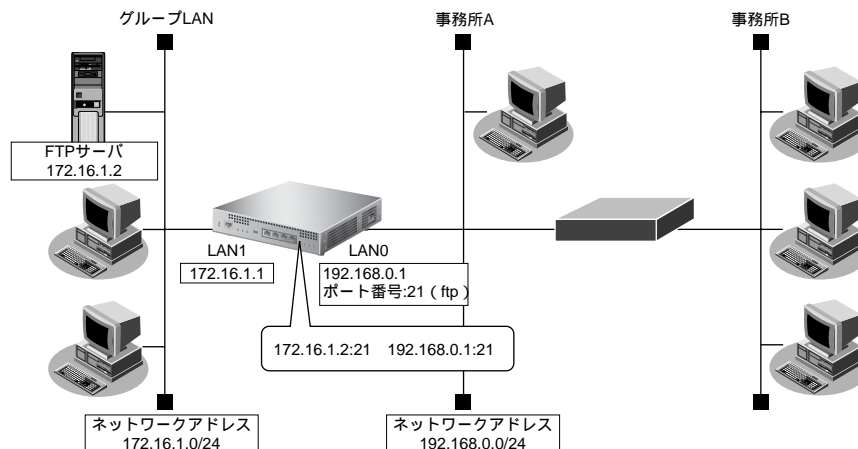 グループLAN
事務所A
事務所B
FTPサーバ
172.16.1.2
LAN1
172.16.1.1
LAN0
192.168.0.1
ポート番号:21(ftp)
172.16.1.2:21 192.168.0.1:21
ネットワークアドレス
172.16.1.0/24
ネットワークアドレス
192.168.0.0/24